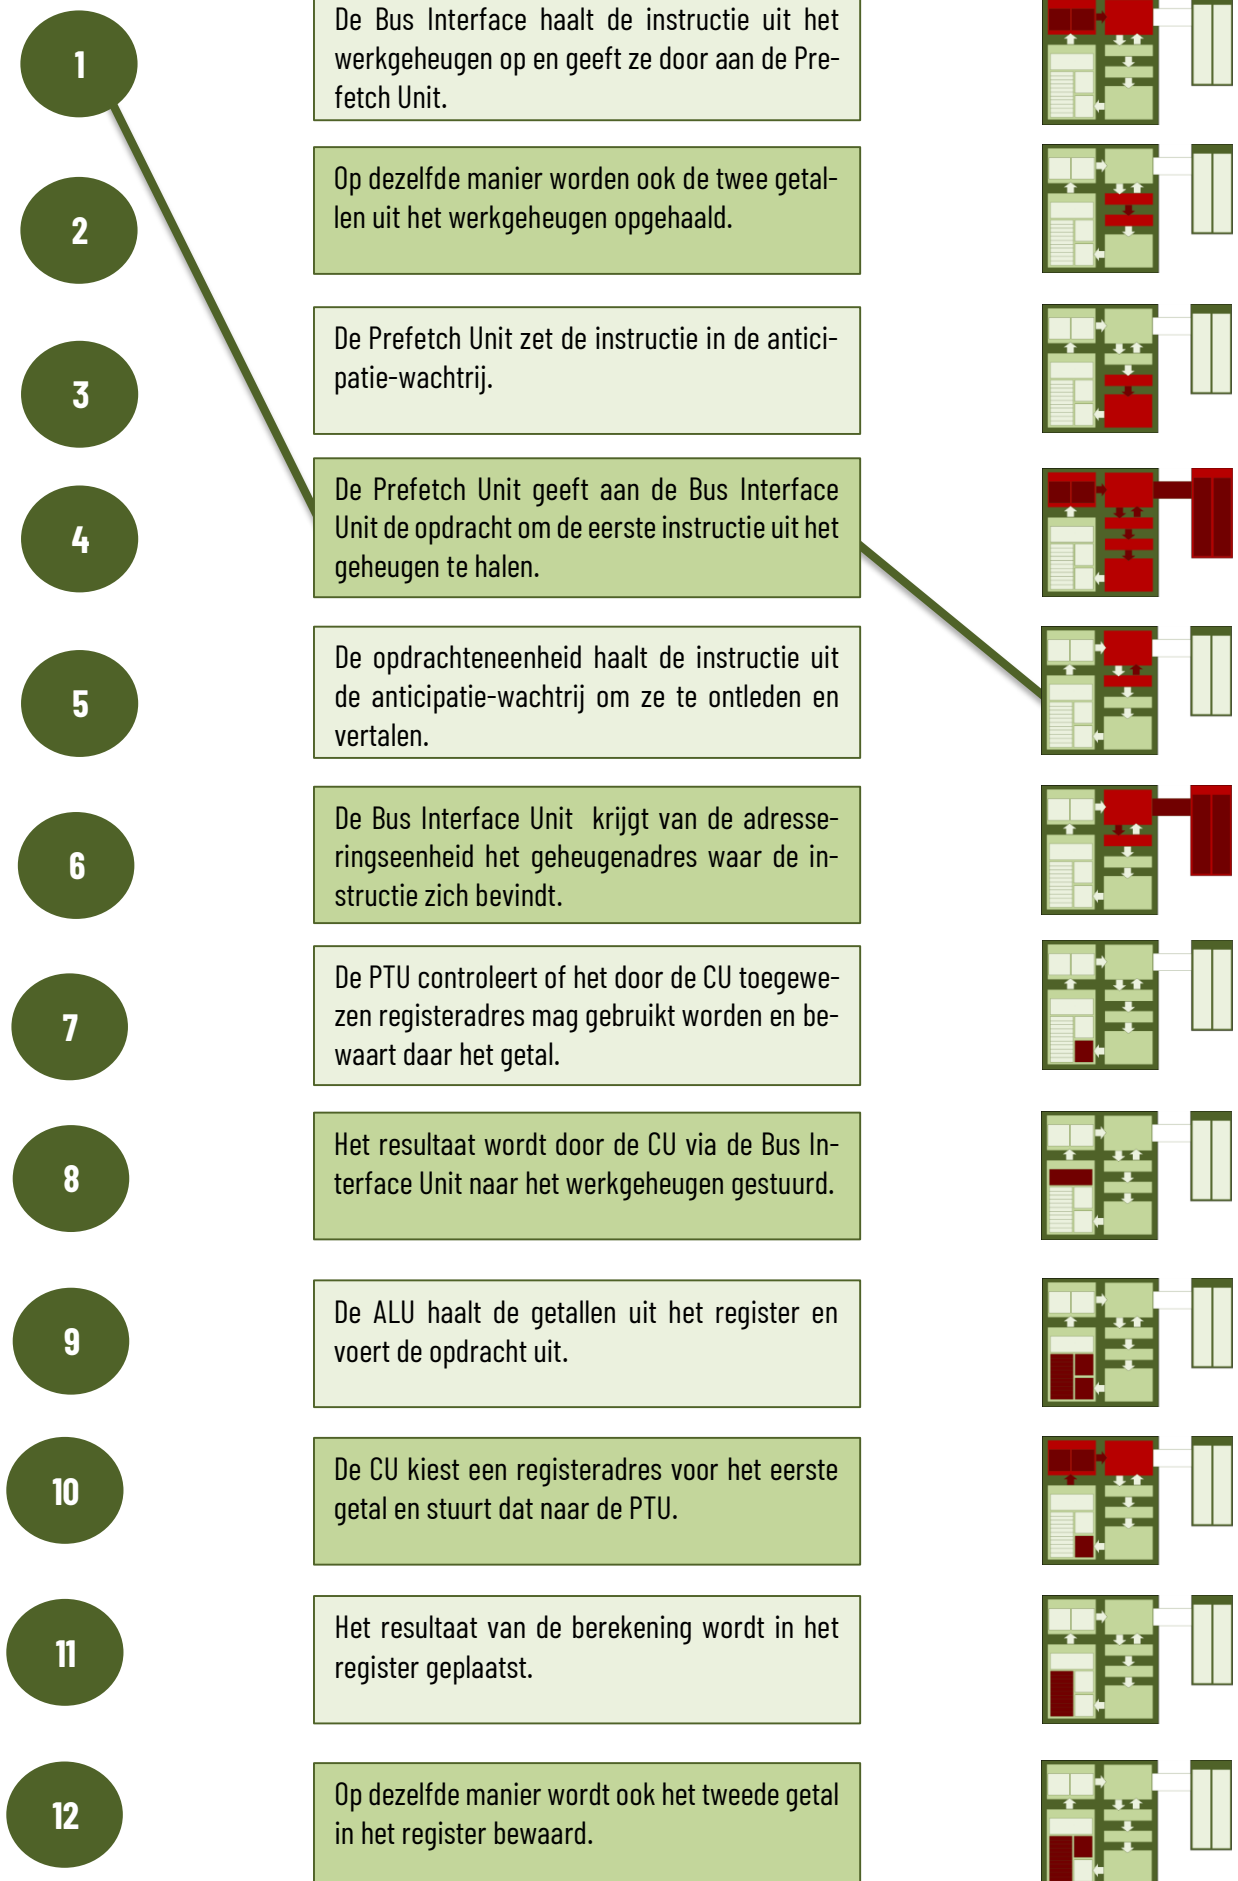 1
De Bus Interface haalt de instructie uit het
werkgeheugen op en geeft ze door aan de Pre-
fetch Unit.
2
Op dezelfde manier worden ook de twee getal-
len uit het werkgeheugen opgehaald.
3
De Prefetch Unit zet de instructie in de antici-
patie-wachtrij.
4
De Prefetch Unit geeft aan de Bus Interface
Unit de opdracht om de eerste instructie uit het
geheugen te halen.
5
De opdrachteneenheid haalt de instructie uit
de anticipatie-wachtrij om ze te ontleden en
vertalen.
6
De Bus Interface Unit krijgt van de adresse-
ringseenheid het geheugenadres waar de in-
structie zich bevindt.
7
De PTU controleert of het door de CU toegewe-
zen registeradres mag gebruikt worden en be-
waart daar het getal.
8
Het resultaat wordt door de CU via de Bus In-
terface Unit naar het werkgeheugen gestuurd.
9
De ALU haalt de getallen uit het register en
voert de opdracht uit.
10
De CU kiest een registeradres voor het eerste
getal en stuurt dat naar de PTU.
11
Het resultaat van de berekening wordt in het
register geplaatst.
12
Op dezelfde manier wordt ook het tweede getal
in het register bewaard.